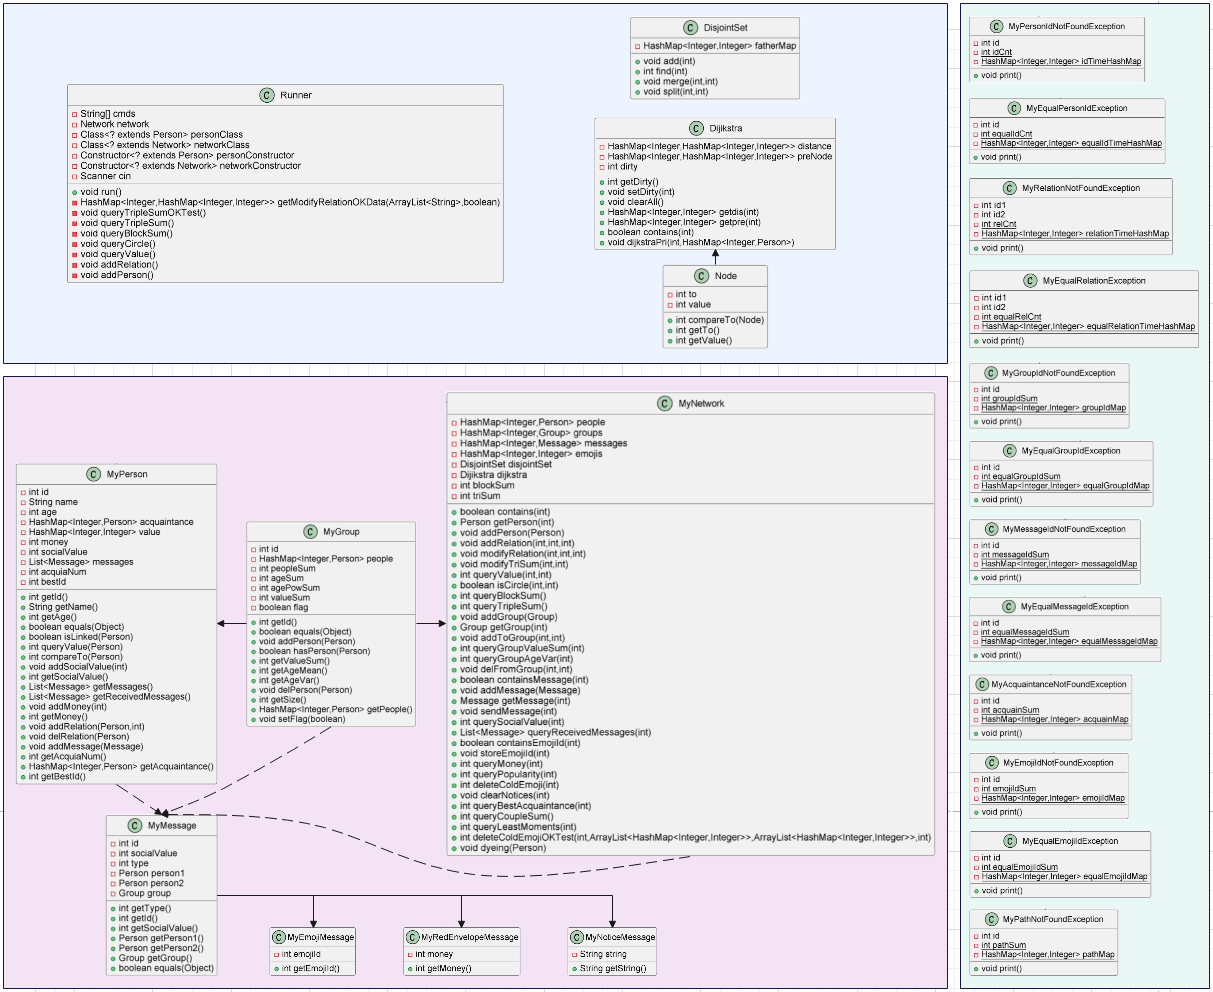 DisjointSet
HashMap<Integer,Integer> fatherMap
void add(int)
int find(int)
void merge(int,int)
void split(int,int)
Runner
String[] cmds
Network network
Class<? extends Person> personClass
Class<? extends Network> networkClass
Constructor<? extends Person> personConstructor
Constructor<? extends Network> networkConstructor
Scanner cin
void run()
HashMap<Integer,HashMap<Integer,Integer>> getModifyRelationOKData(ArrayList<String>,boolean)
void queryTripleSumOKTest()
void queryTripleSum()
void queryBlockSum()
void queryCircle()
void queryValue()
void addRelation()
void addPerson()
Dijikstra
HashMap<Integer,HashMap<Integer,Integer>> distance
HashMap<Integer,HashMap<Integer,Integer>> preNode
int dirty
int getDirty()
void setDirty(int)
void clearAll()
HashMap<Integer,Integer> getdis(int)
HashMap<Integer,Integer> getpre(int)
boolean contains(int)
void dijkstraPri(int,HashMap<Integer,Person>)
Node
int to
int value
int compareTo(Node)
int getTo()
int getValue()
MyPerson
int id
String name
int age
HashMap<Integer,Person> acquaintance
HashMap<Integer,Integer> value
int money
int socialValue
List<Message> messages
int acquiaNum
int bestId
int getId()
String getName()
int getAge()
boolean equals(Object)
boolean isLinked(Person)
int queryValue(Person)
int compareTo(Person)
void addSocialValue(int)
int getSocialValue()
List<Message> getMessages()
List<Message> getReceivedMessages()
void addMoney(int)
int getMoney()
void addRelation(Person,int)
void delRelation(Person)
void addMessage(Message)
int getAcquiaNum()
HashMap<Integer,Person> getAcquaintance()
int getBestId()
MyGroup
int id
HashMap<Integer,Person> people
int peopleSum
int ageSum
int agePowSum
int valueSum
boolean flag
int getId()
boolean equals(Object)
void addPerson(Person)
boolean hasPerson(Person)
int getValueSum()
int getAgeMean()
int getAgeVar()
void delPerson(Person)
int getSize()
HashMap<Integer,Person> getPeople()
void setFlag(boolean)
MyNetwork
HashMap<Integer,Person> people
HashMap<Integer,Group> groups
HashMap<Integer,Message> messages
HashMap<Integer,Integer> emojis
DisjointSet disjointSet
Dijikstra dijkstra
int blockSum
int triSum
boolean contains(int)
Person getPerson(int)
void addPerson(Person)
void addRelation(int,int,int)
void modifyRelation(int,int,int)
void modifyTriSum(int,int)
int queryValue(int,int)
boolean isCircle(int,int)
int queryBlockSum()
int queryTripleSum()
void addGroup(Group)
Group getGroup(int)
void addToGroup(int,int)
int queryGroupValueSum(int)
int queryGroupAgeVar(int)
void delFromGroup(int,int)
boolean containsMessage(int)
void addMessage(Message)
Message getMessage(int)
void sendMessage(int)
int querySocialValue(int)
List<Message> queryReceivedMessages(int)
boolean containsEmojiId(int)
void storeEmojiId(int)
int queryMoney(int)
int queryPopularity(int)
int deleteColdEmoji(int)
void clearNotices(int)
int queryBestAcquaintance(int)
int queryCoupleSum()
int queryLeastMoments(int)
int deleteColdEmojiOKTest(int,ArrayList<HashMap<Integer,Integer>>,ArrayList<HashMap<Integer,Integer>>,int)
void dyeing(Person)
MyMessage
int id
int socialValue
int type
Person person1
Person person2
Group group
int getType()
int getId()
int getSocialValue()
Person getPerson1()
Person getPerson2()
Group getGroup()
boolean equals(Object)
MyEmojiMessage
int emojiId
int getEmojiId()
MyRedEnvelopeMessage
int money
int getMoney()
MyNoticeMessage
String string
String getString()
MyPersonIdNotFoundException
int id
int idCnt
HashMap<Integer,Integer> idTimeHashMap
void print()
MyEqualPersonIdException
int id
int equalIdCnt
HashMap<Integer,Integer> equalIdTimeHashMap
void print()
MyRelationNotFoundException
int id1
int id2
int relCnt
HashMap<Integer,Integer> relationTimeHashMap
void print()
MyEqualRelationException
int id1
int id2
int equalRelCnt
HashMap<Integer,Integer> equalRelationTimeHashMap
void print()
MyGroupIdNotFoundException
int id
int groupIdSum
HashMap<Integer,Integer> groupIdMap
void print()
MyEqualGroupIdException
int id
int equalGroupIdSum
HashMap<Integer,Integer> equalGroupIdMap
void print()
MyMessageIdNotFoundException
int id
int messageIdSum
HashMap<Integer,Integer> messageIdMap
void print()
MyEqualMessageIdException
int id
int equalMessageIdSum
HashMap<Integer,Integer> equalMessageIdMap
void print()
MyAcquaintanceNotFoundException
int id
int acquainSum
HashMap<Integer,Integer> acquainMap
void print()
MyEmojiIdNotFoundException
int id
int emojiIdSum
HashMap<Integer,Integer> emojiIdMap
void print()
MyEqualEmojiIdException
int id
int equalEmojiIdSum
HashMap<Integer,Integer> equalEmojiIdMap
void print()
MyPathNotFoundException
int id
int pathSum
HashMap<Integer,Integer> pathMap
void print()